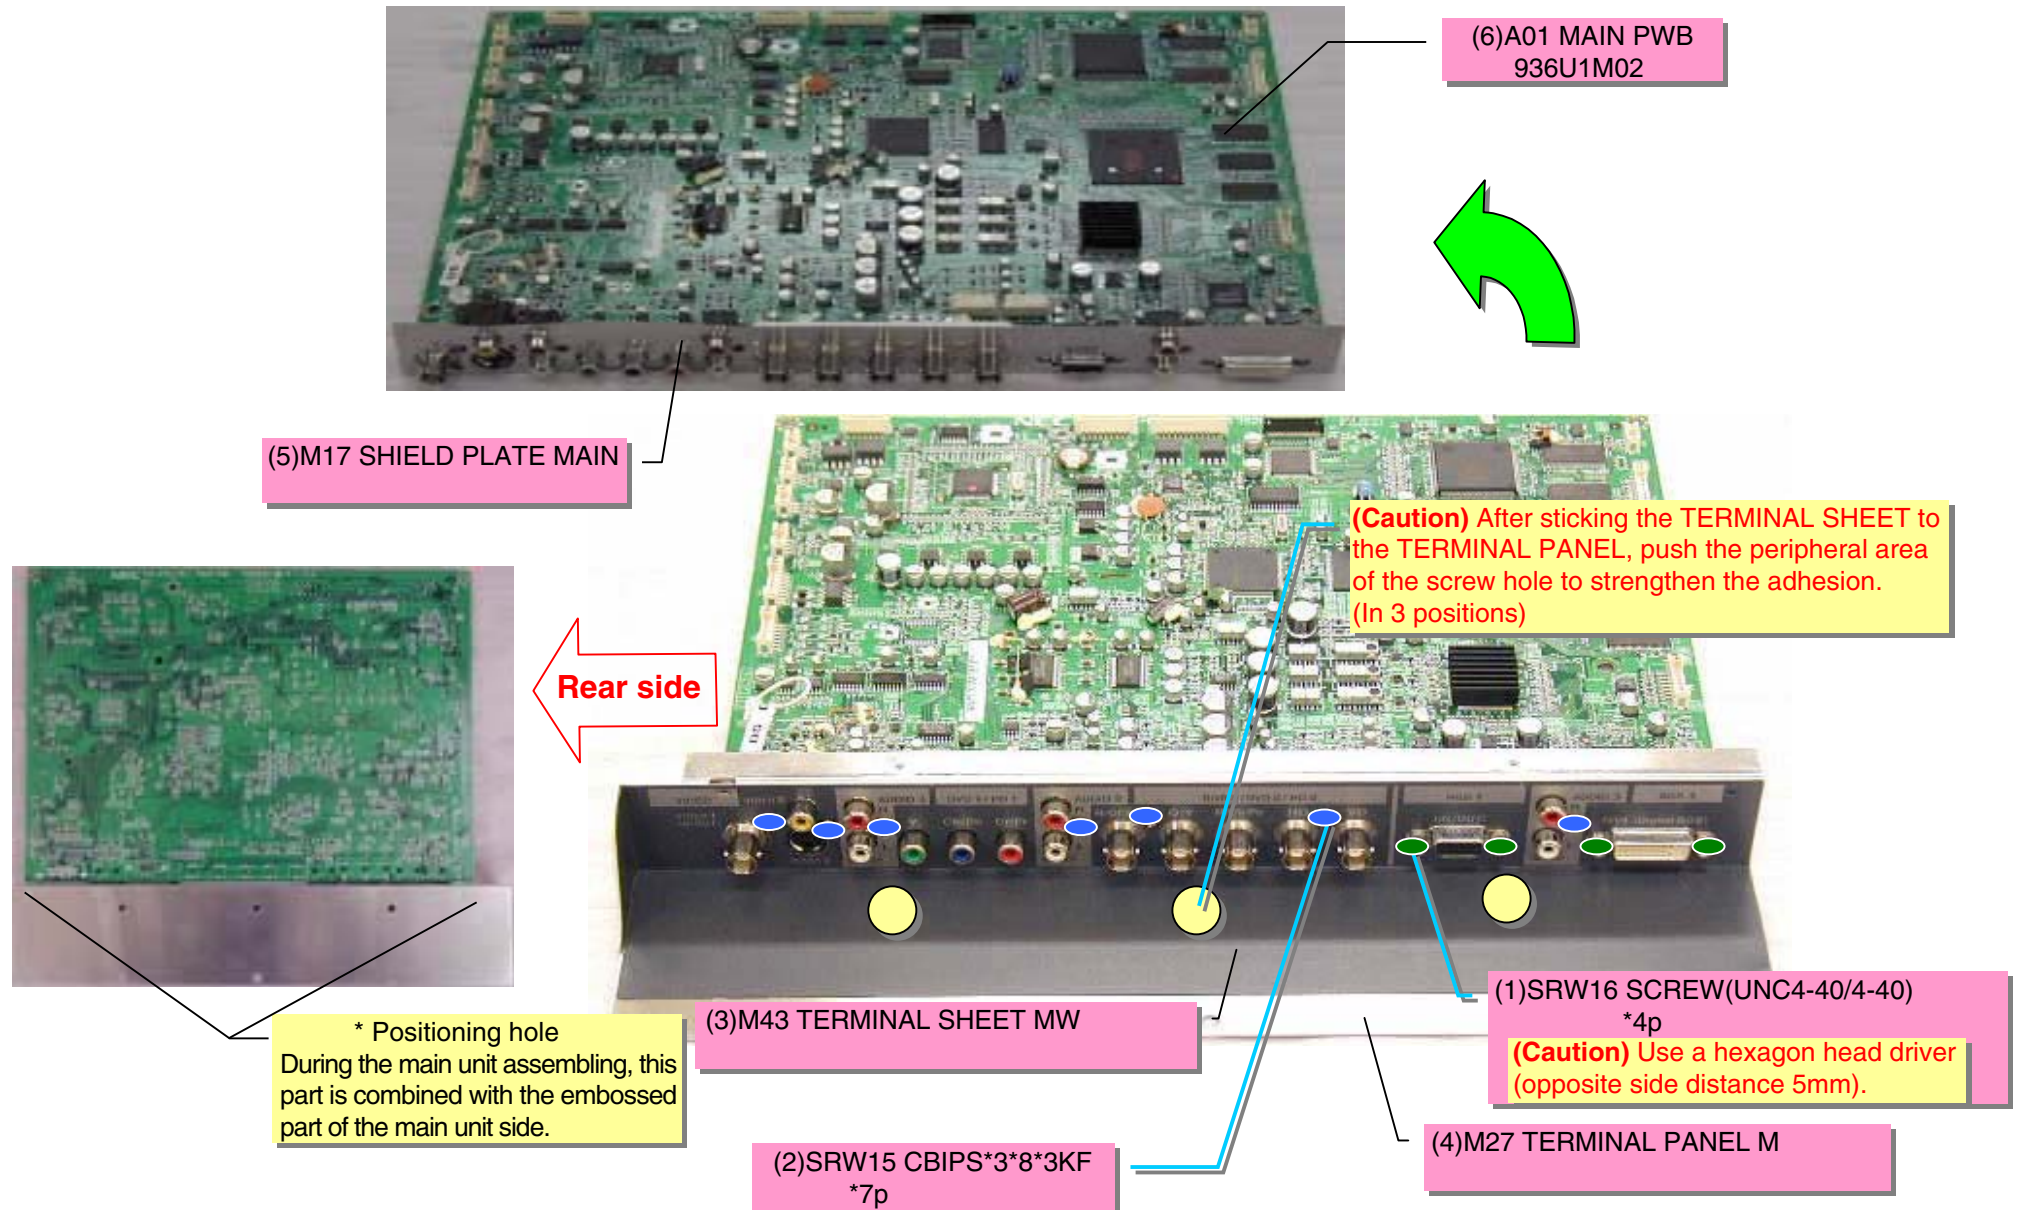 (6)A01 MAIN PWB
936U1M02
(5)M17 SHIELD PLATE MAIN
(Caution) After sticking the TERMINAL SHEET to
the TERMINAL PANEL, push the peripheral area
of the screw hole to strengthen the adhesion.
(In 3 positions)
Rear side
(1)SRW16 SCREW(UNC4-40/4-40)
*4p
(Caution) Use a hexagon head driver
(opposite side distance 5mm).
(3)M43 TERMINAL SHEET MW
* Positioning hole
During the main unit assembling, this
part is combined with the embossed
part of the main unit side.
(4)M27 TERMINAL PANEL M
(2)SRW15 CBIPS*3*8*3KF
*7p